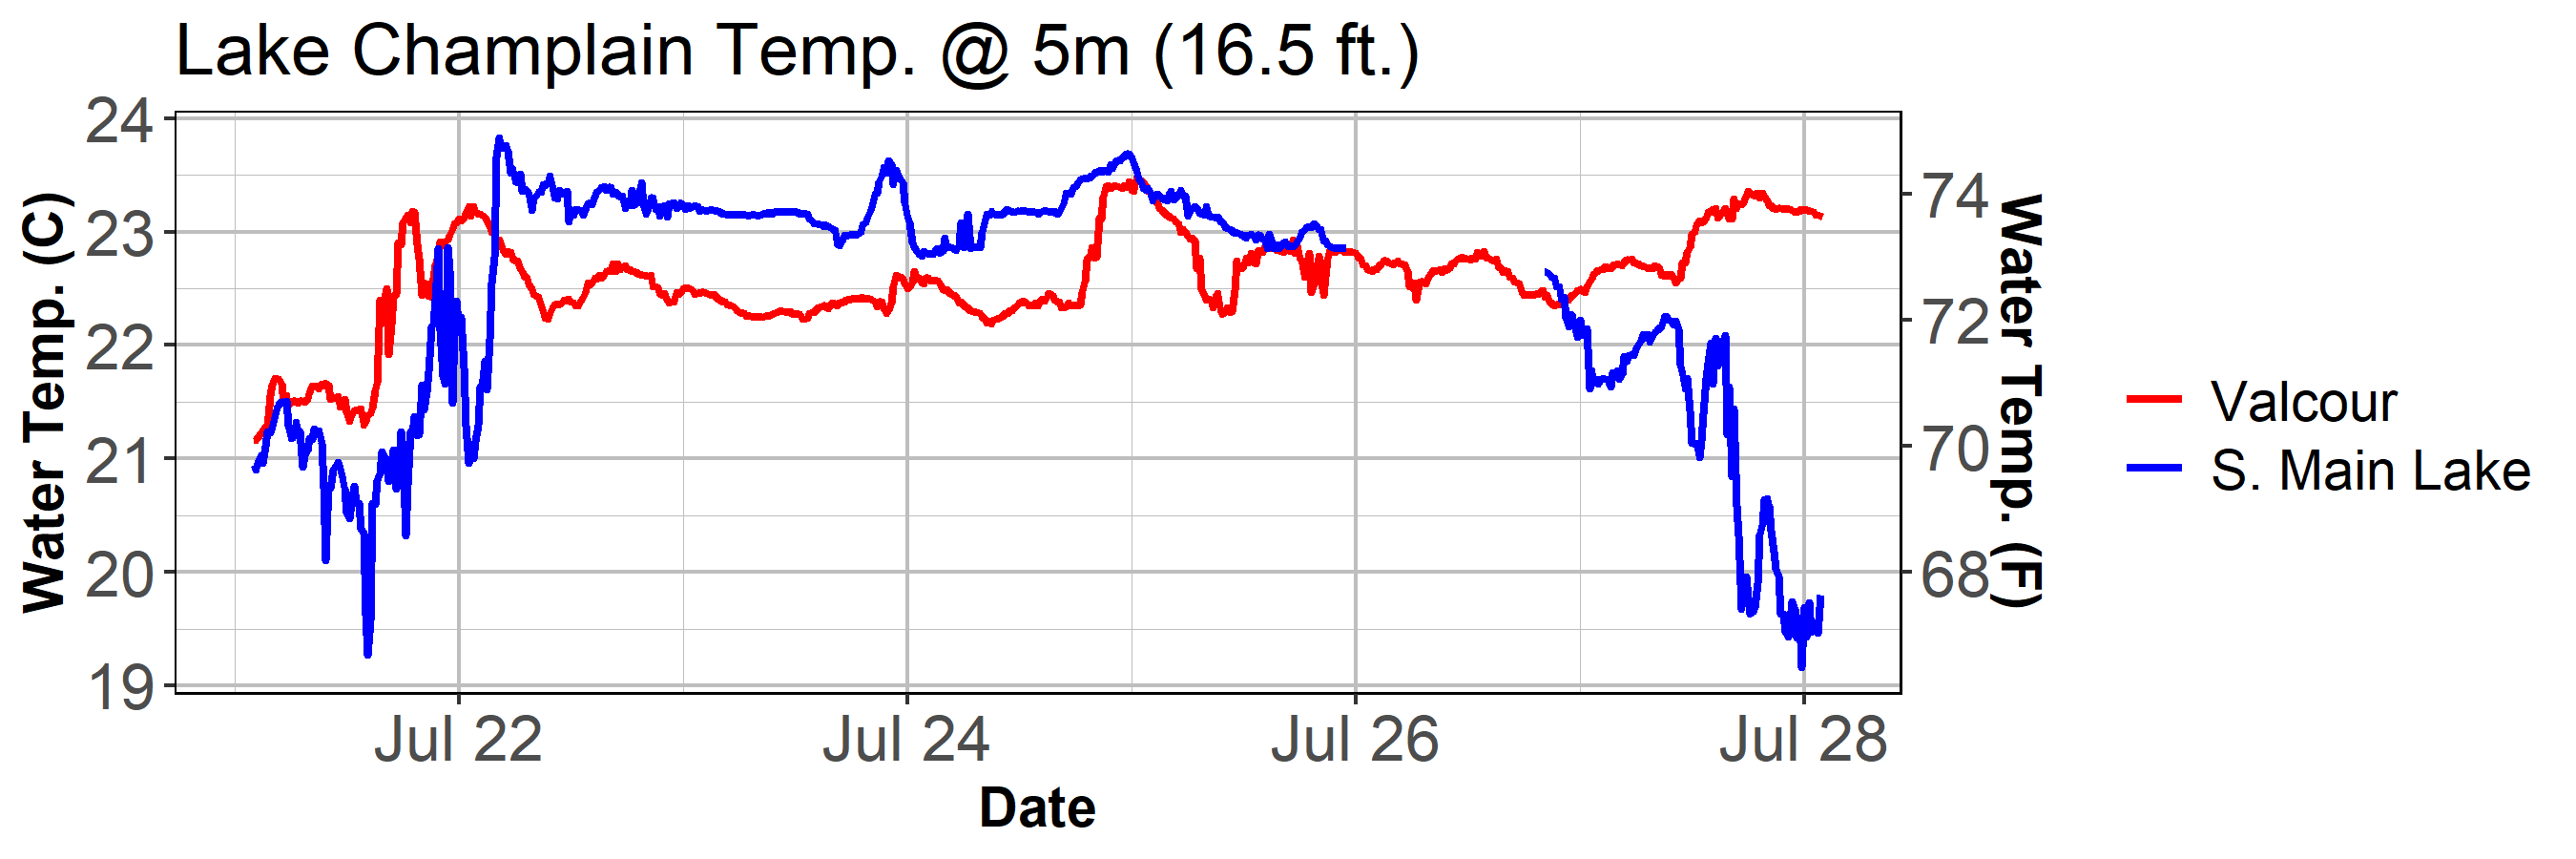 Lake Champlain Temp. @ 5m (16.5 ft.)
Water Temp. (C)
24
23
22
21
20
19
74
72
70
68
Water Temp. (F)
Jul 22
Jul 24
Jul 26
Jul 28
Date
Valcour
S. Main Lake